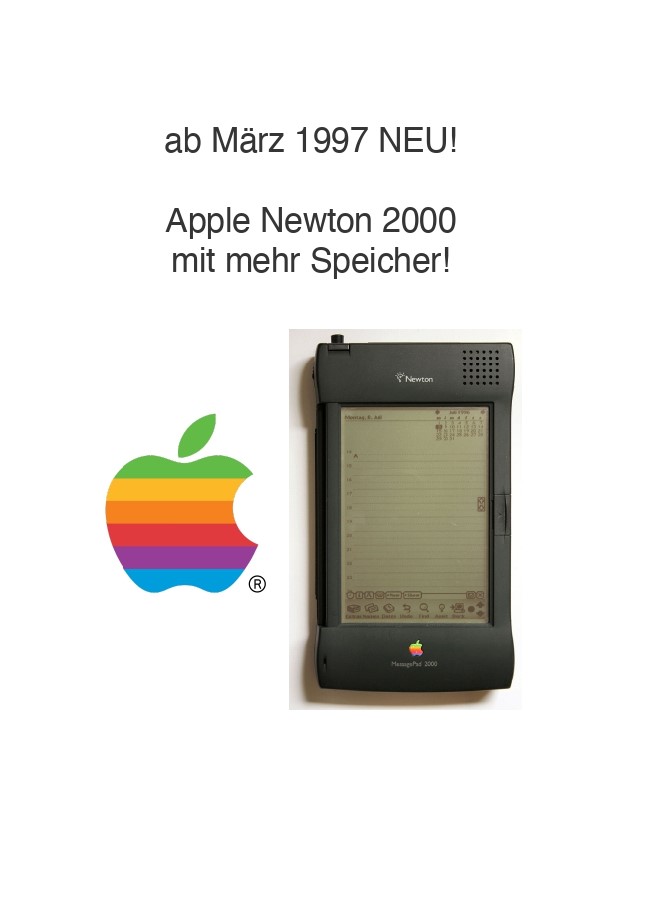 ab März 1997 NEU!
Apple Newton 2000
mit mehr Speicher!
Newton
®
MessagePad 2000